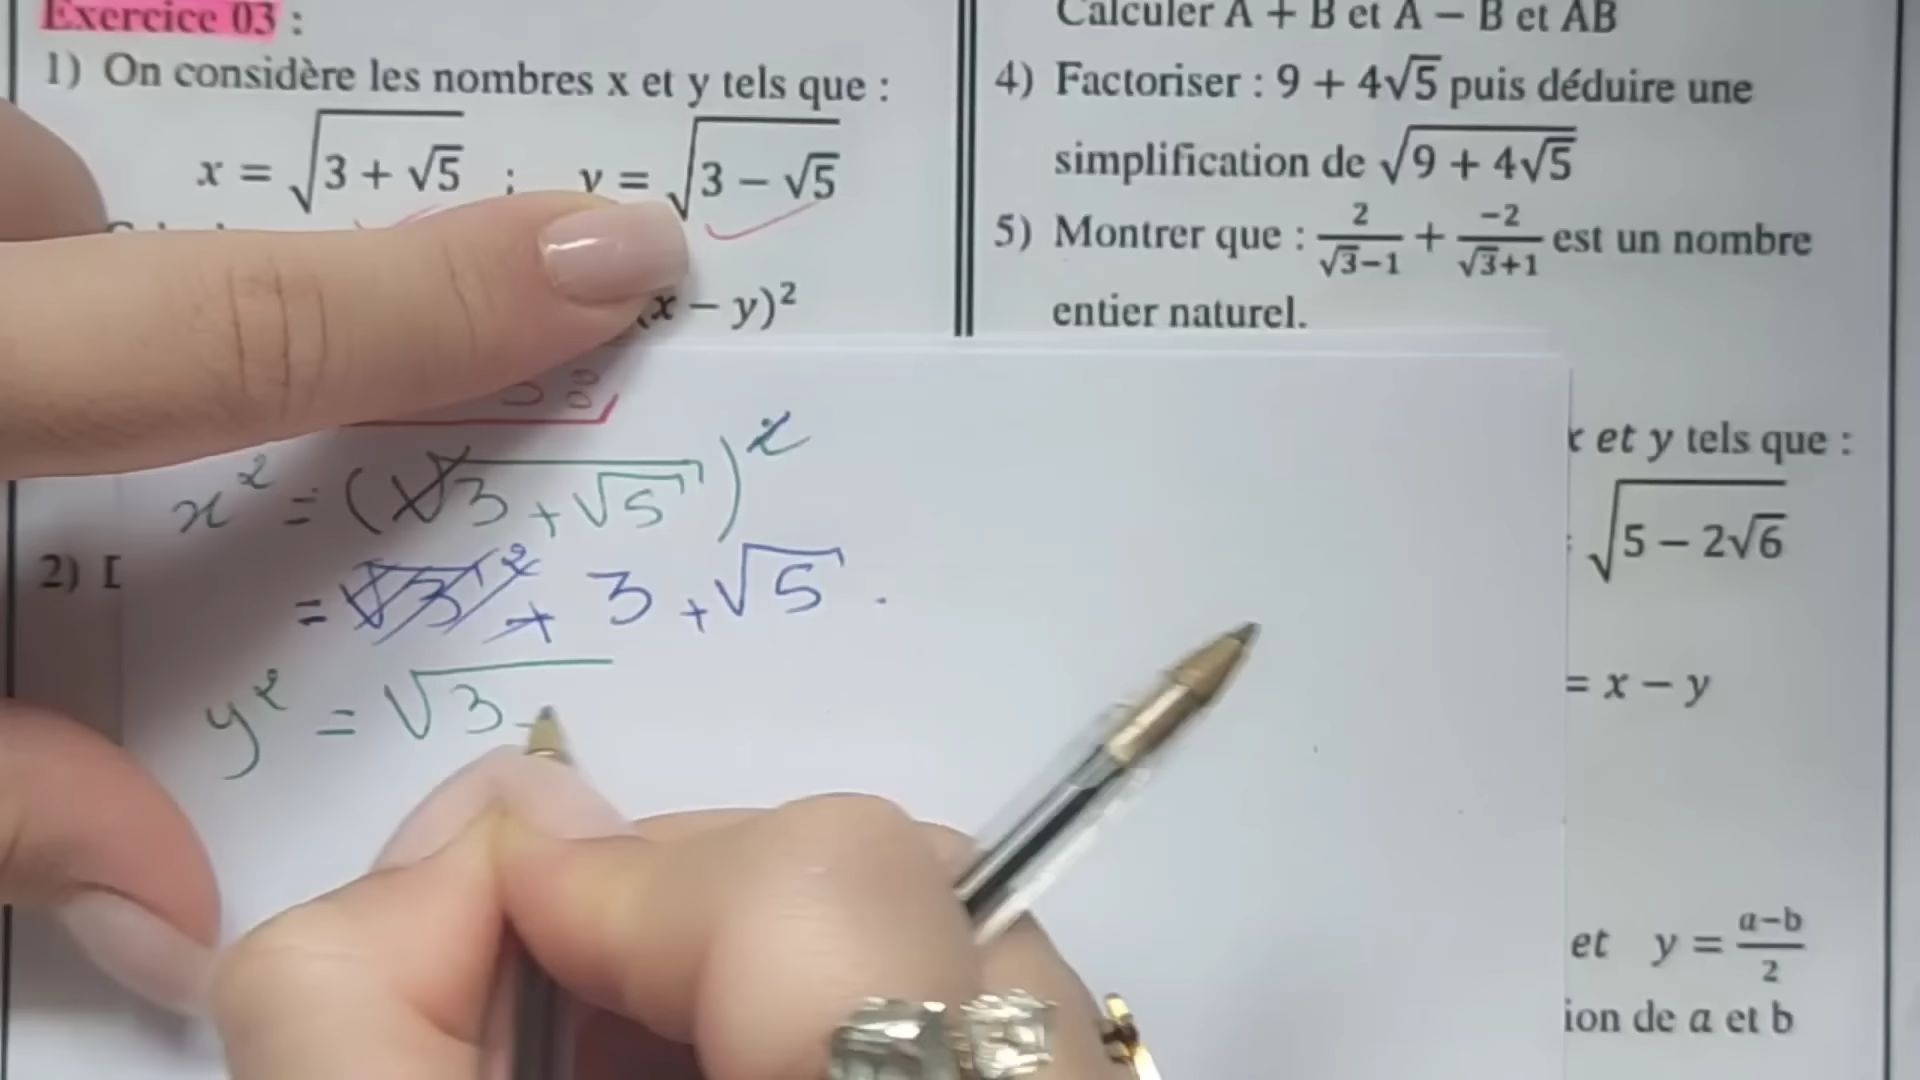 Exercice 03 :
1) On considère les nombres x et y tels que :
x = √(3 + √5) ; y = √(3 − √5)
x − y)²
2)
Calculer A + B et A − B et AB
4) Factoriser : 9 + 4√5 puis déduire une
simplification de √(9 + 4√5)
5) Montrer que : 2/(√3−1) + −2/(√3+1) est un nombre
entier naturel.
et y tels que :
√(5 − 2√6)
= x − y
et y = (a−b)/2
ion de a et b
x² = (√(3 + √5))²
= √3² + 3 + √5 .
y² = √3 -